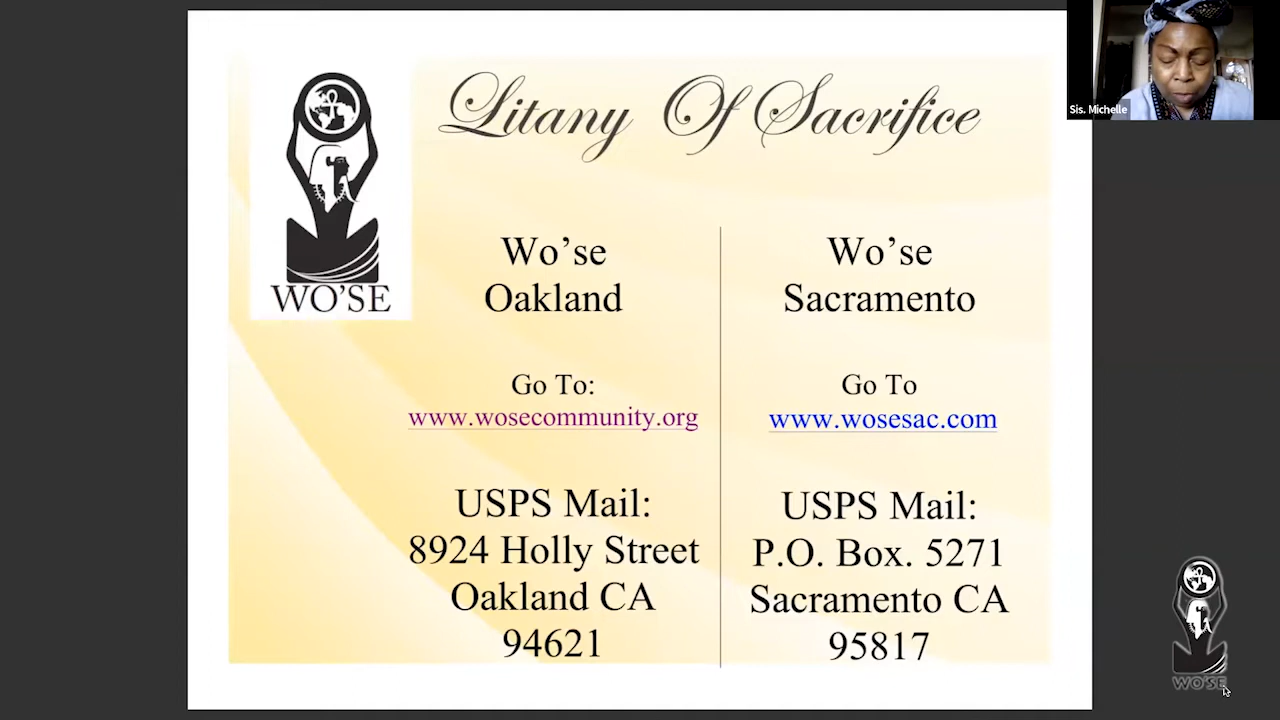 Litany Of Sacrifice
WO'SE
Wo’se
Oakland
Go To:
www.wosecommunity.org
USPS Mail:
8924 Holly Street
Oakland CA
94621
Wo’se
Sacramento
Go To
www.wosesac.com
USPS Mail:
P.O. Box. 5271
Sacramento CA
95817
Sis. Michelle
WO'SE